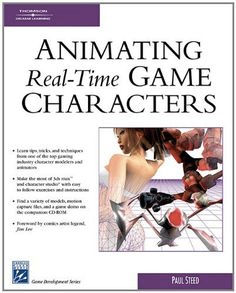 THOMSON
DELMAR LEARNING
ANIMATING
Real-Time GAME
CHARACTERS
• Learn tips, tricks, and techniques
from one of the top gaming
industry character modelers and
animators
• Make the most of 3ds max™
and character studio® with easy to
follow exercises and instructions
• Find a variety of models, motion
capture files, and a game demo on
the companion CD-ROM
• Foreword by comics artist legend,
Jim Lee
Game Development Series
PAUL STEED